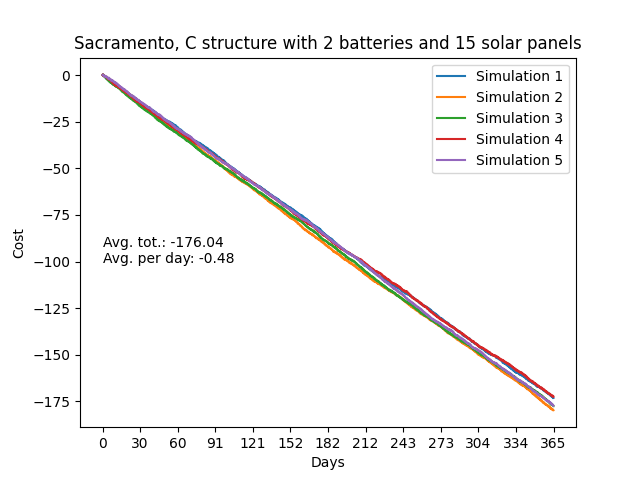 Sacramento, C structure with 2 batteries and 15 solar panels
Simulation 1
Simulation 2
Simulation 3
Simulation 4
Simulation 5
Cost
0
−25
−50
−75
−100
−125
−150
−175
Avg. tot.: -176.04
Avg. per day: -0.48
0 30 60 91 121 152 182 212 243 273 304 334 365
Days